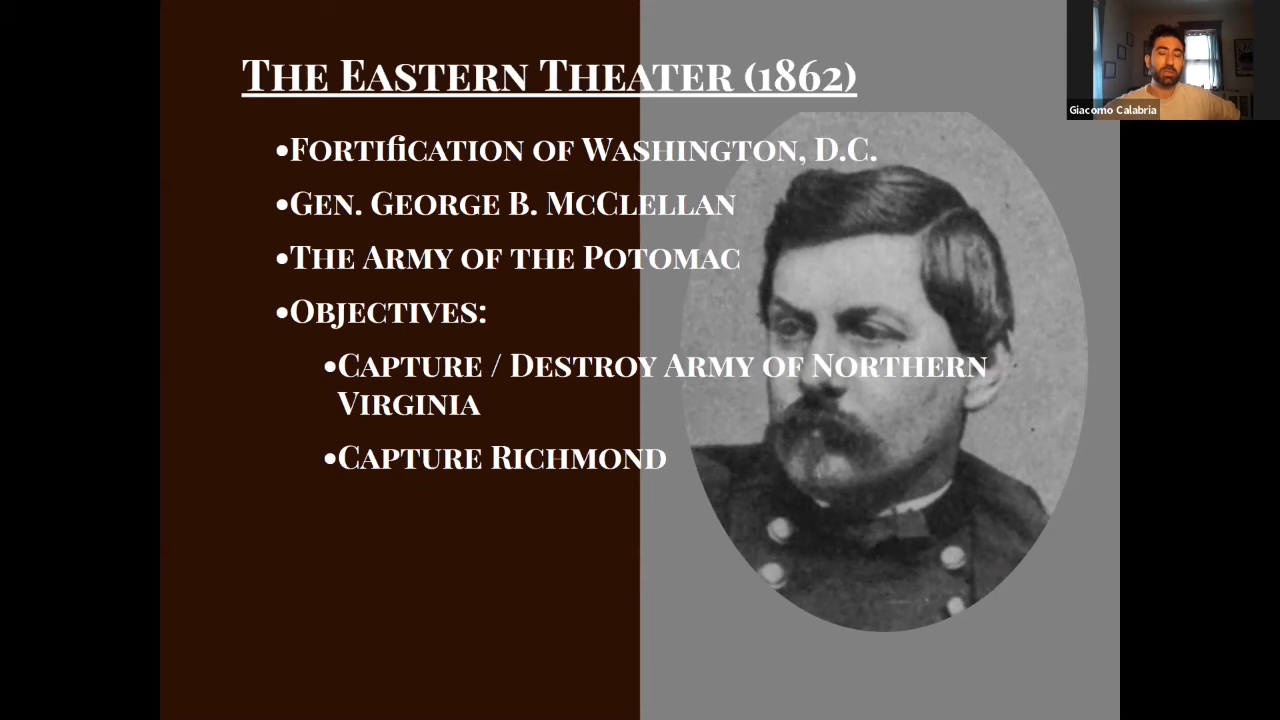 The Eastern Theater (1862)
•Fortification of Washington, D.C.
•Gen. George B. McClellan
•The Army of the Potomac
•Objectives:
•Capture / Destroy Army of Northern
Virginia
•Capture Richmond
Giacomo Calabria